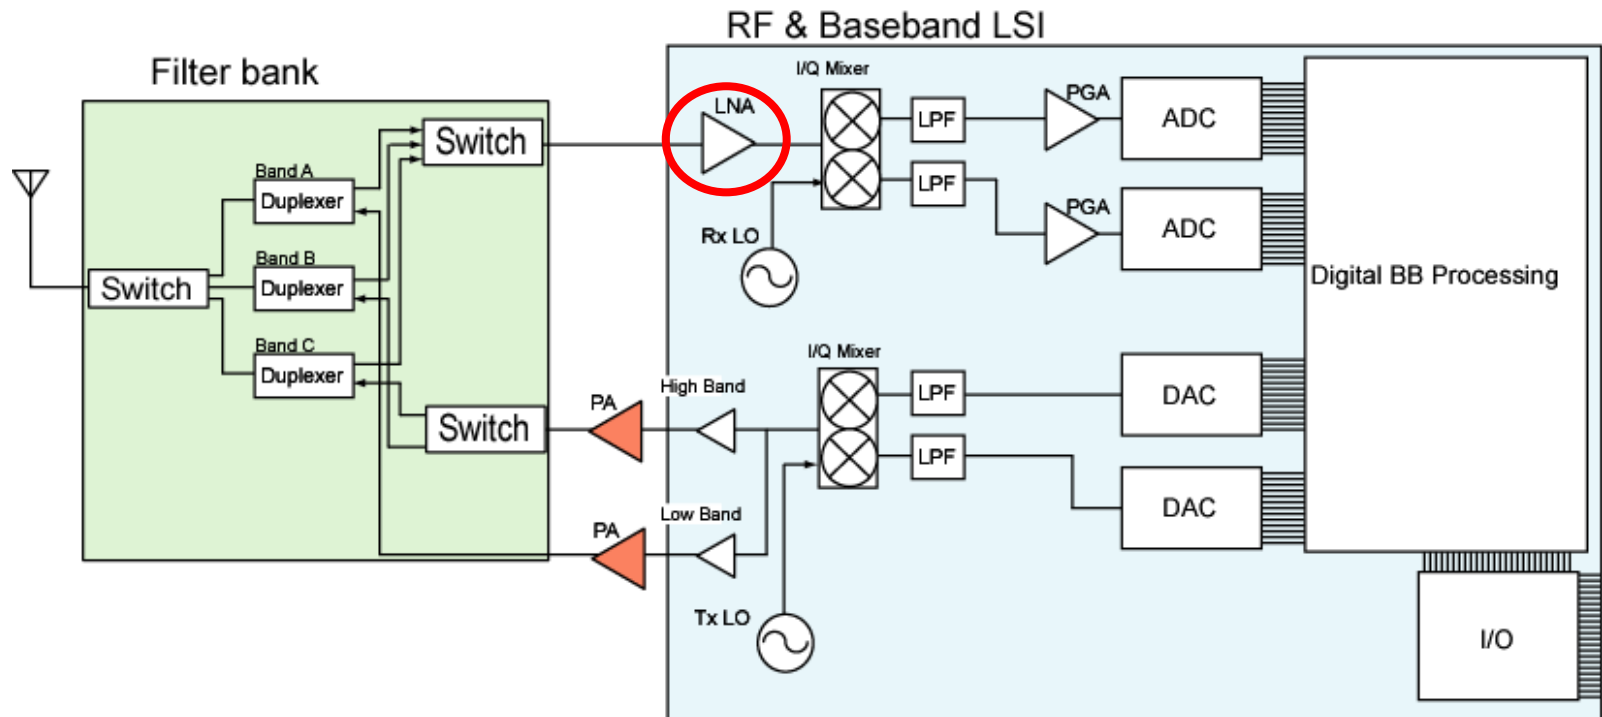 RF & Baseband LSI
Filter bank
I/Q Mixer
LNA
PGA
LPF
ADC
Switch
Band A
Duplexer
LPF
PGA
ADC
Rx LO
Band B
Duplexer
Switch
Digital BB Processing
Band C
Duplexer
I/Q Mixer
High Band
PA
LPF
DAC
Switch
LPF
Low Band
PA
DAC
Tx LO
I/O